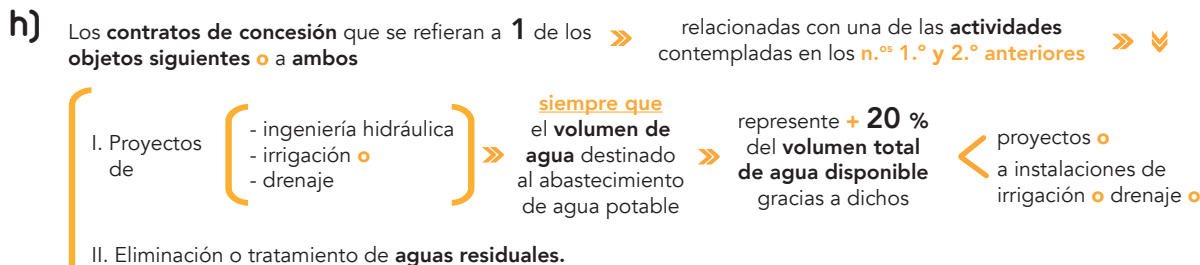 h) Los contratos de concesión que se refieran a 1 de los
objetos siguientes o a ambos
relacionadas con una de las actividades
contempladas en los n.ºs 1.º y 2.º anteriores
I. Proyectos
de
- ingeniería hidráulica
- irrigación o
- drenaje
siempre que
el volumen de
agua destinado
al abastecimiento
de agua potable
represente + 20 %
del volumen total
de agua disponible
gracias a dichos
proyectos o
a instalaciones de
irrigación o drenaje o
II. Eliminación o tratamiento de aguas residuales.